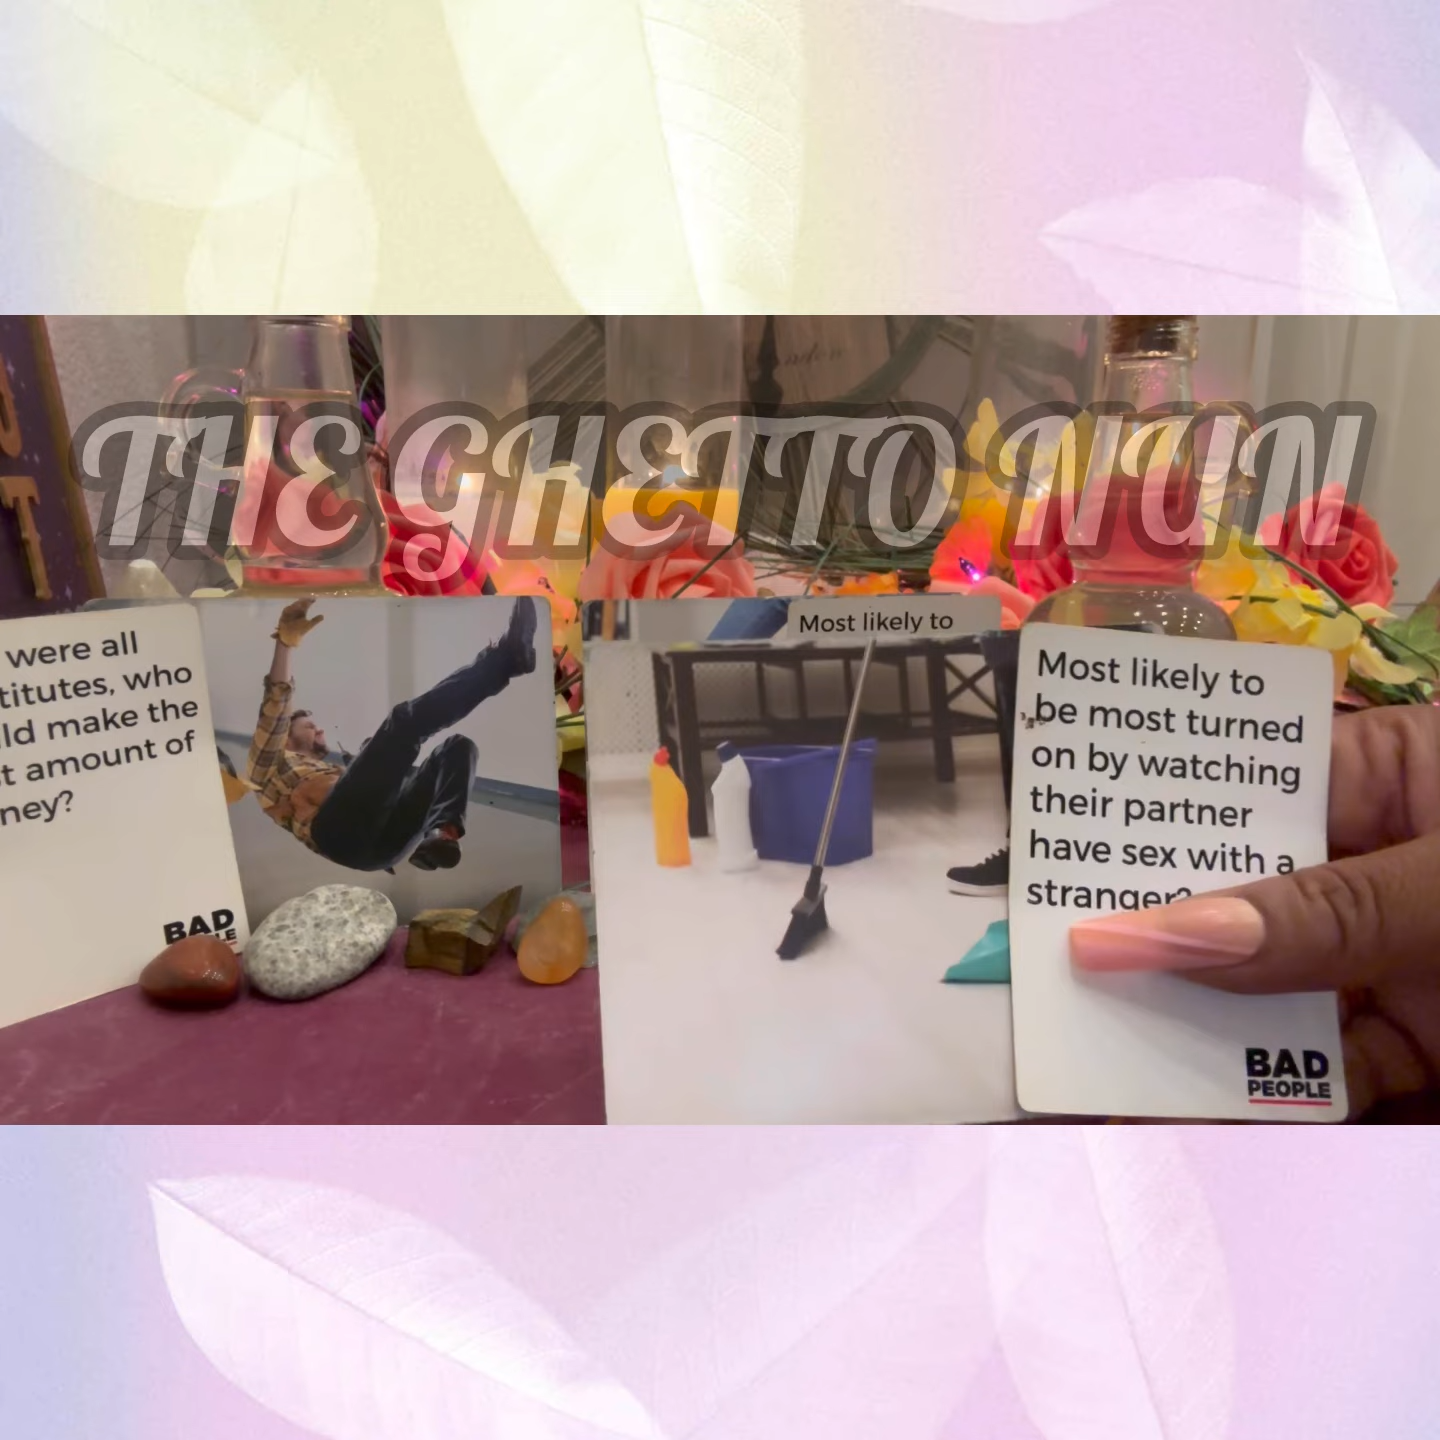 THE GHETTO NUN
were all
titutes, who
ld make the
t amount of
ney?
BAD
Most likely to
Most likely to
be most turned
on by watching
their partner
have sex with a
stranger?
BAD
PEOPLE